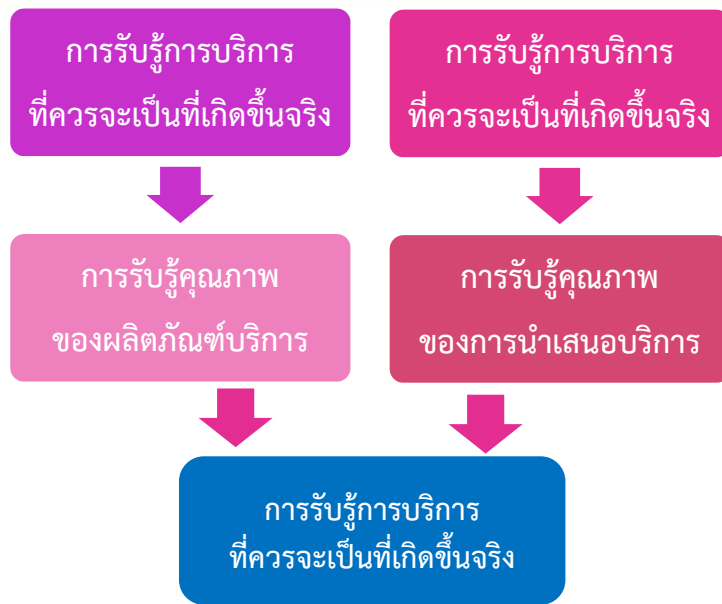 การรับรู้การบริการ
ที่ควรจะเป็นที่เกิดขึ้นจริง
การรับรู้การบริการ
ที่ควรจะเป็นที่เกิดขึ้นจริง
การรับรู้คุณภาพ
ของผลิตภัณฑ์บริการ
การรับรู้คุณภาพ
ของการนำเสนอบริการ
การรับรู้การบริการ
ที่ควรจะเป็นที่เกิดขึ้นจริง